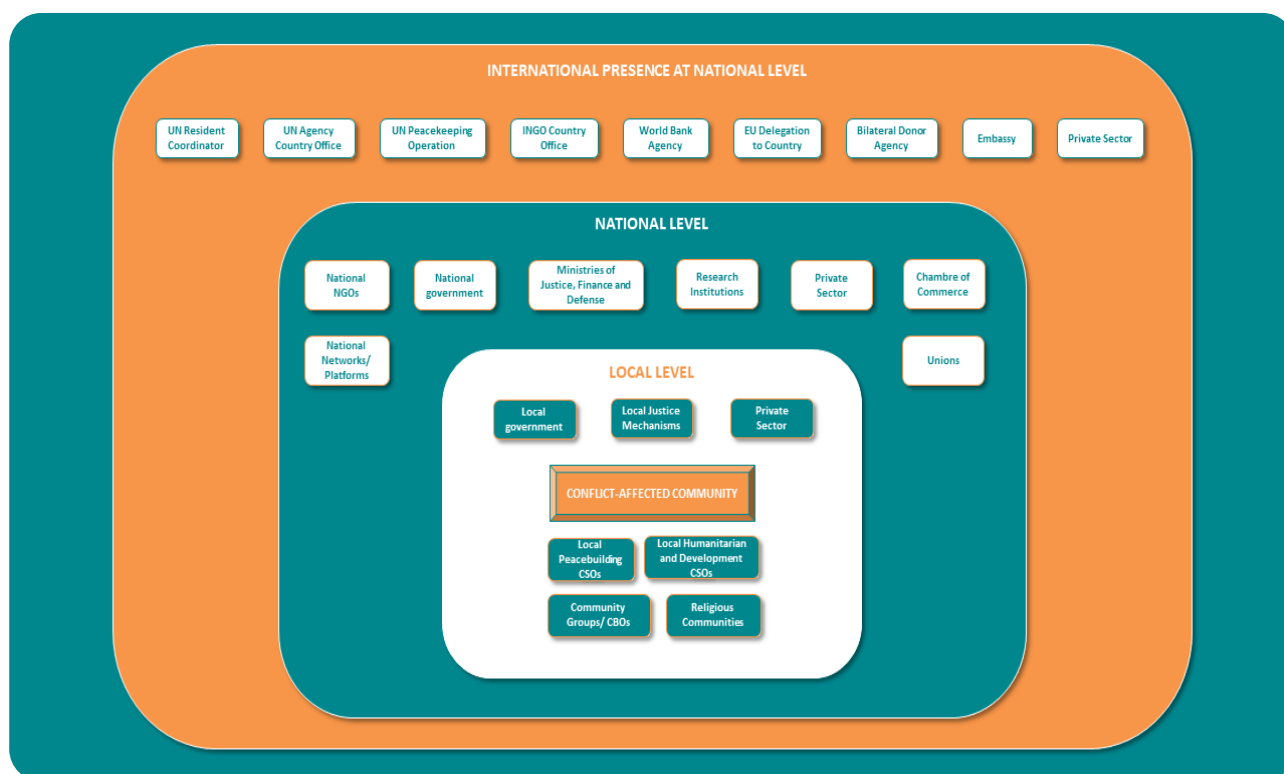 INTERNATIONAL PRESENCE AT NATIONAL LEVEL
UN Resident
Coordinator
UN Agency
Country Office
UN Peacekeeping
Operation
INGO Country
Office
World Bank
Agency
EU Delegation
to Country
Bilateral Donor
Agency
Embassy
Private Sector
NATIONAL LEVEL
National
NGOs
National
government
Ministries of
Justice, Finance and
Defense
Research
Institutions
Private
Sector
Chambre of
Commerce
National
Networks/
Platforms
Unions
LOCAL LEVEL
Local
government
Local Justice
Mechanisms
Private
Sector
CONFLICT-AFFECTED COMMUNITY
Local
Peacebuilding
CSOs
Local Humanitarian
and Development
CSOs
Community
Groups/ CBOs
Religious
Communities